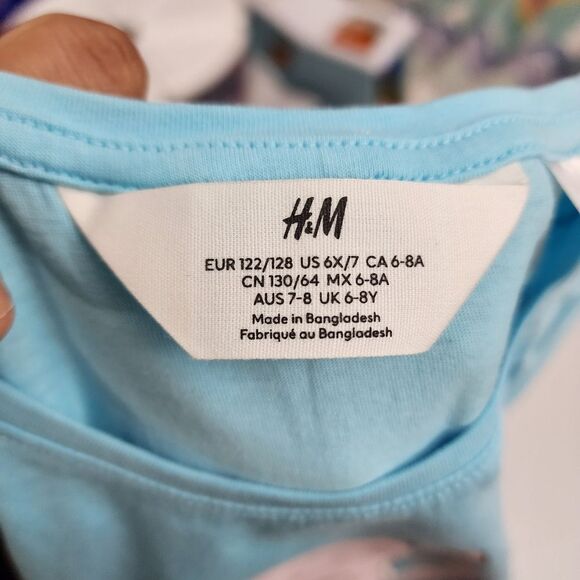 H&M
EUR 122/128 US 6X/7 CA 6-8A
CN 130/64 MX 6-8A
AUS 7-8 UK 6-8Y
Made in Bangladesh
Fabriqué au Bangladesh